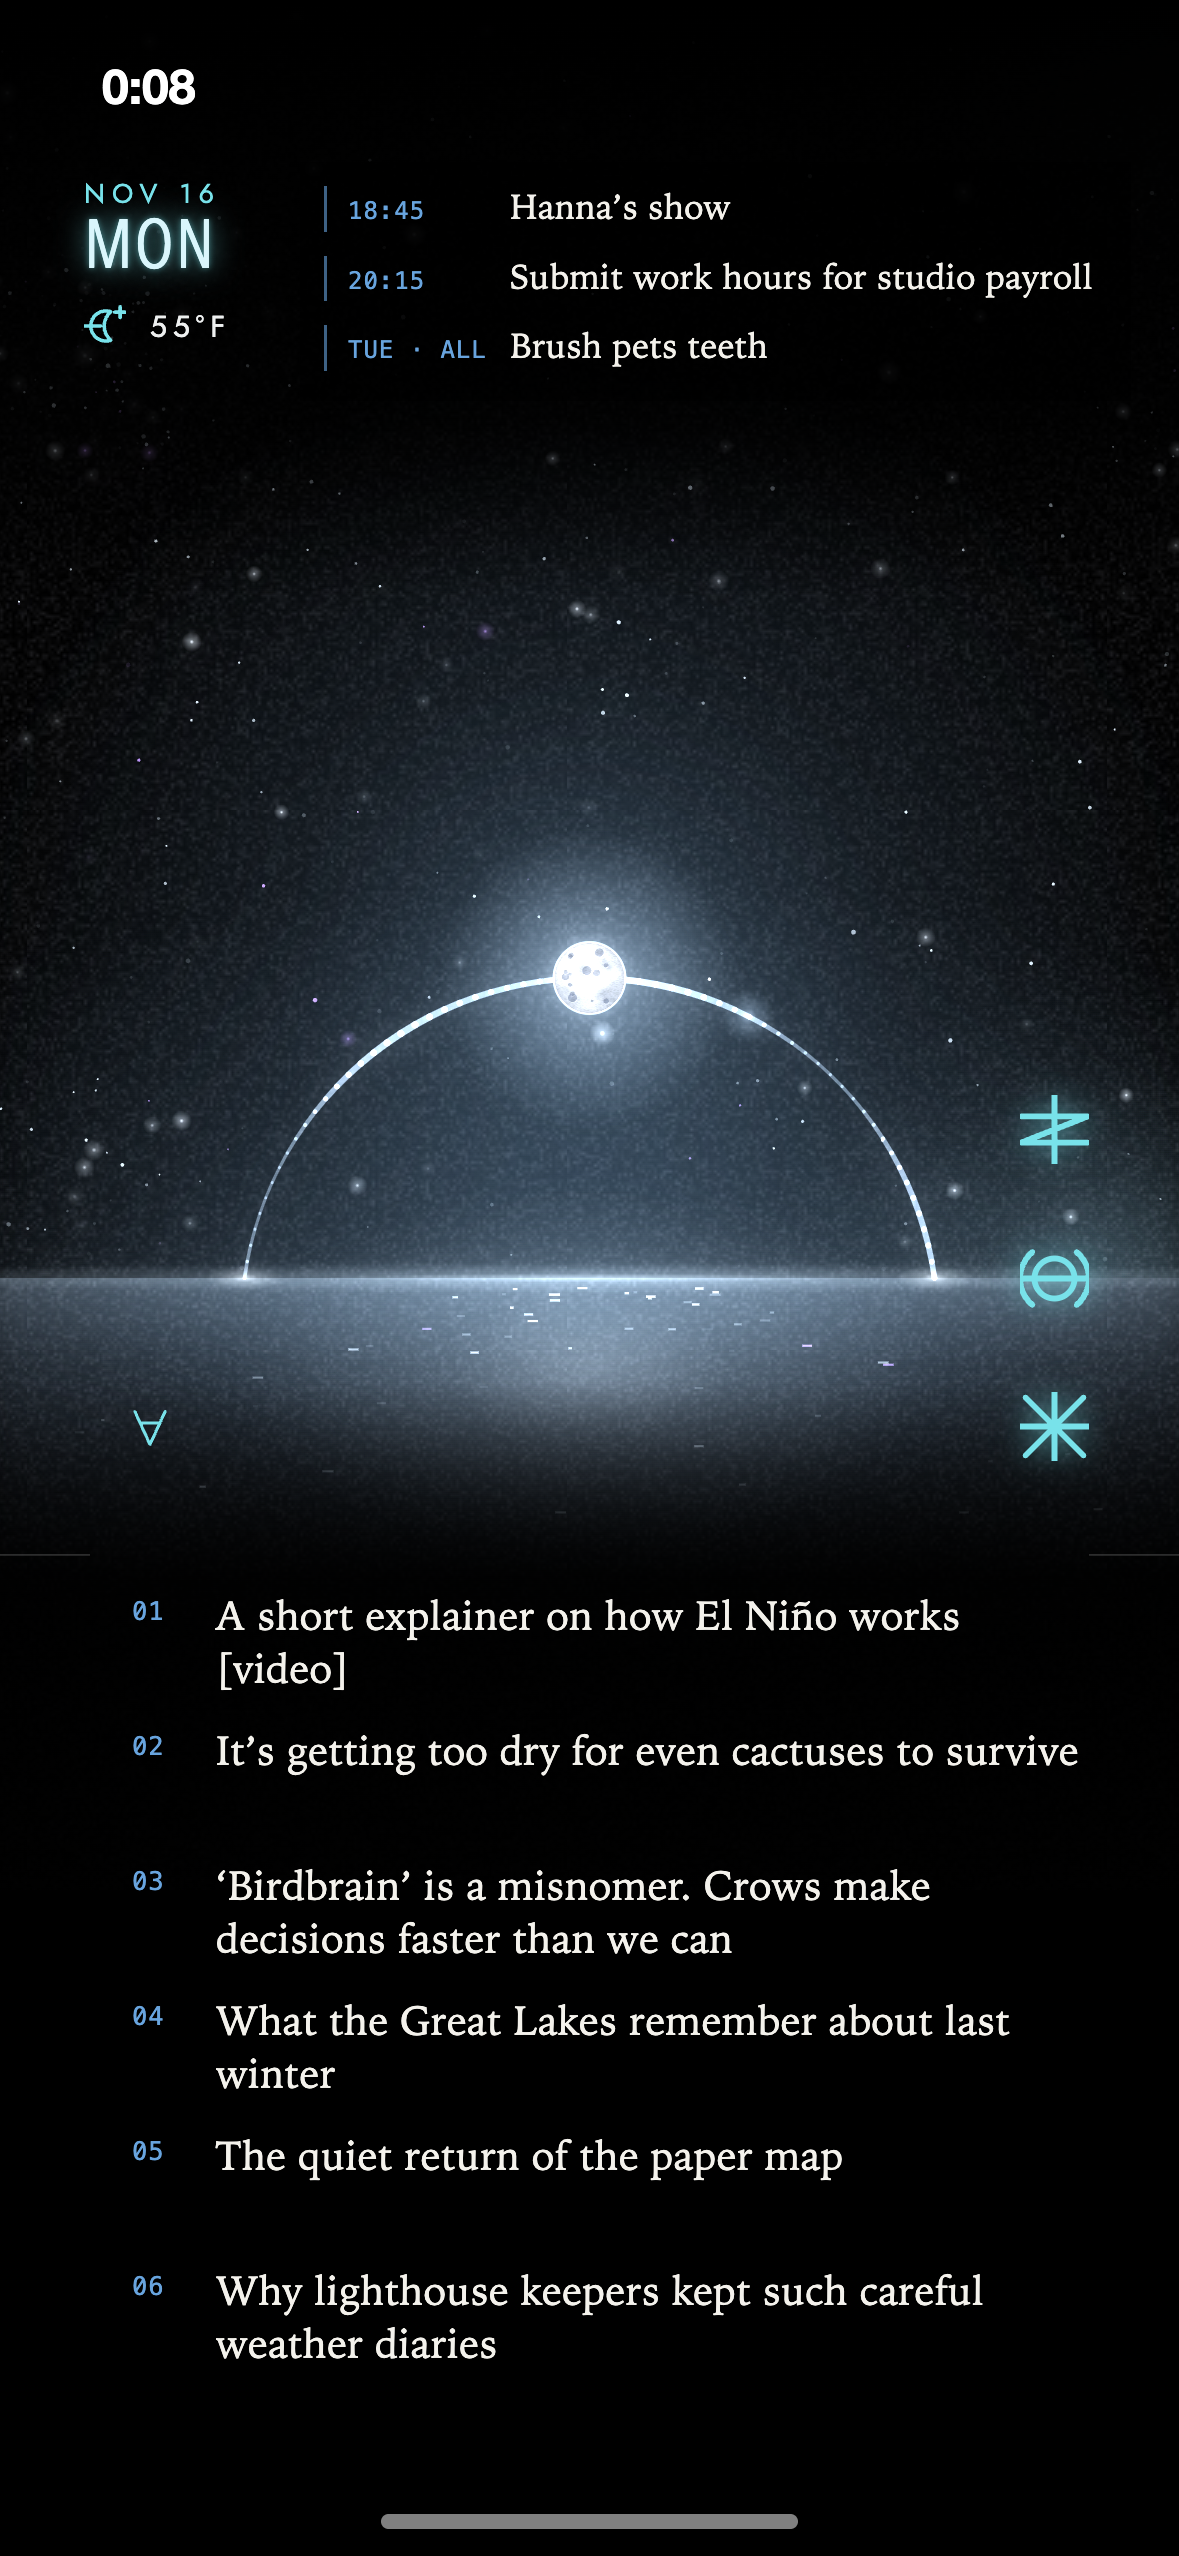 0:08
NOV 16
MON
55°F
18:45 Hanna’s show
20:15 Submit work hours for studio payroll
TUE · ALL Brush pets teeth
01 A short explainer on how El Niño works
[video]
02 It’s getting too dry for even cactuses to survive
03 ‘Birdbrain’ is a misnomer. Crows make
decisions faster than we can
04 What the Great Lakes remember about last
winter
05 The quiet return of the paper map
06 Why lighthouse keepers kept such careful
weather diaries